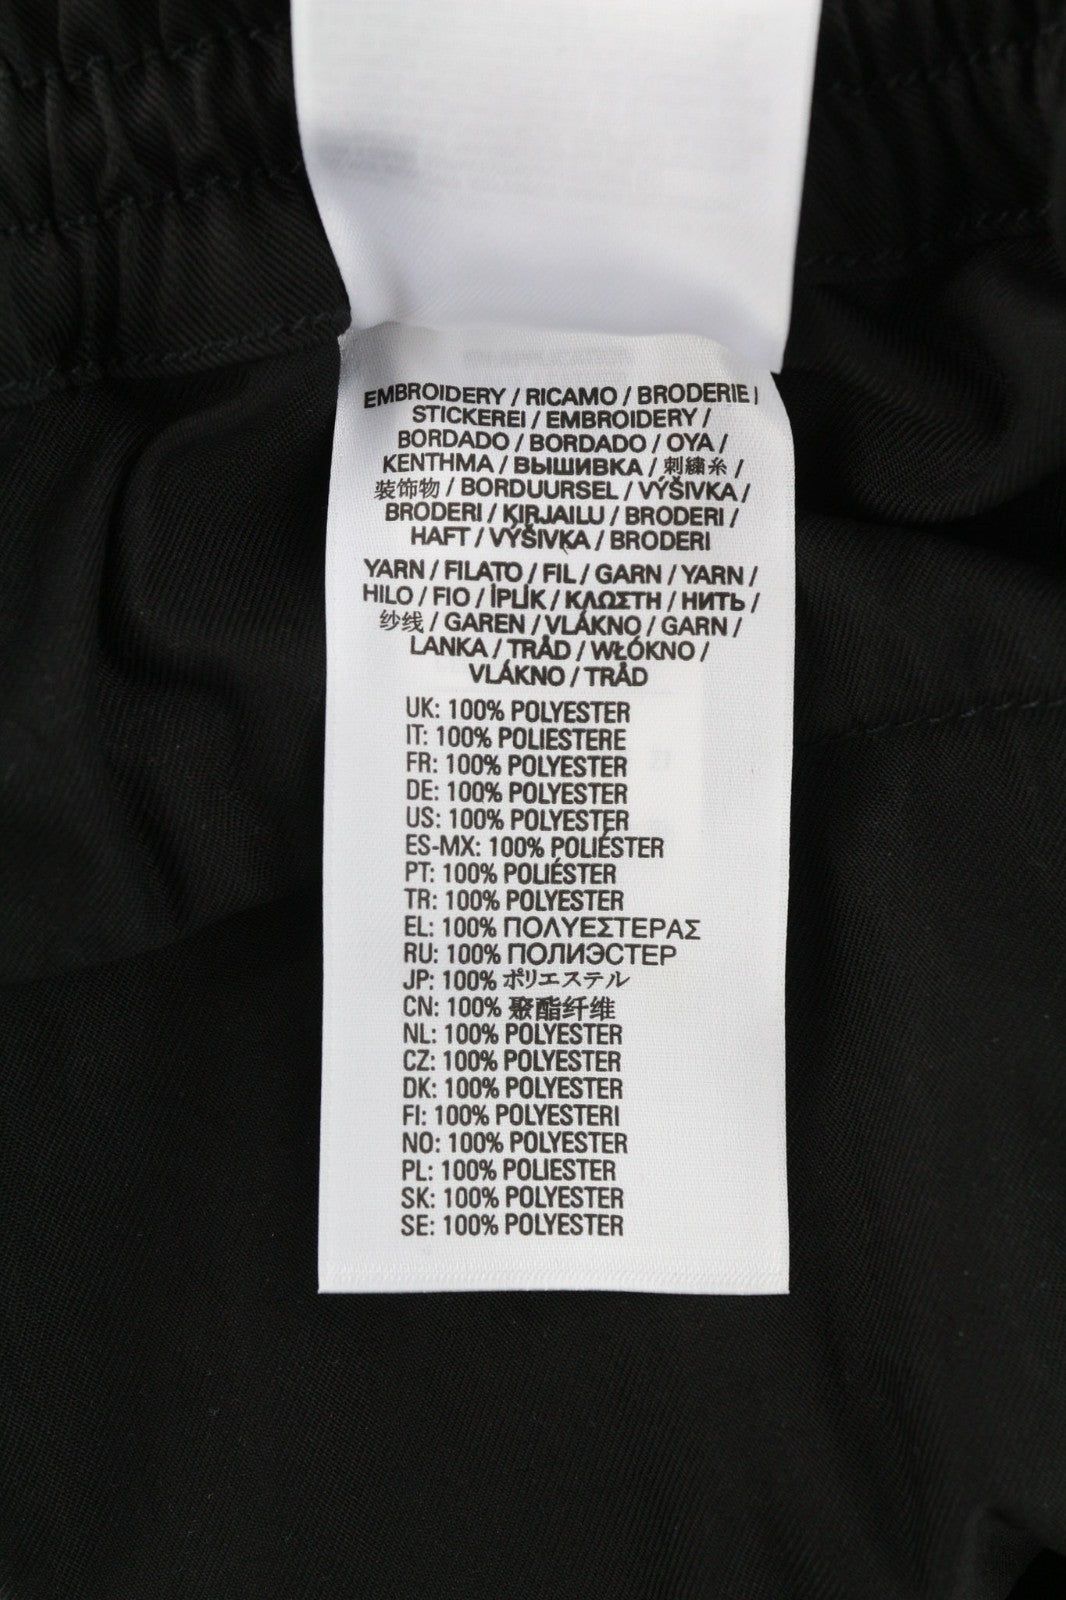 EMBROIDERY / RICAMO / BRODERIE /
STICKEREI / EMBROIDERY /
BORDADO / BORDADO / OYA /
KENTHMA / ВЫШИВКА / 刺繍糸 /
装饰物 / BORDUURSEL / VÝŠIVKA /
BRODERI / KIRJAILU / BRODERI /
HAFT / VÝŠIVKA / BRODERI
YARN / FILATO / FIL / GARN / YARN /
HILO / FIO / İPLİK / ΚΛΩΣΤΗ / НИТЬ /
纱线 / GAREN / VLÁKNO / GARN /
LANKA / TRÅD / WŁÓKNO /
VLÁKNO / TRÅD
UK: 100% POLYESTER
IT: 100% POLIESTERE
FR: 100% POLYESTER
DE: 100% POLYESTER
US: 100% POLYESTER
ES-MX: 100% POLIÉSTER
PT: 100% POLIÉSTER
TR: 100% POLYESTER
EL: 100% ΠΟΛΥΕΣΤΕΡΑΣ
RU: 100% ПОЛИЭСТЕР
JP: 100% ポリエステル
CN: 100% 聚酯纤维
NL: 100% POLYESTER
CZ: 100% POLYESTER
DK: 100% POLYESTER
FI: 100% POLYESTERI
NO: 100% POLYESTER
PL: 100% POLIESTER
SK: 100% POLYESTER
SE: 100% POLYESTER